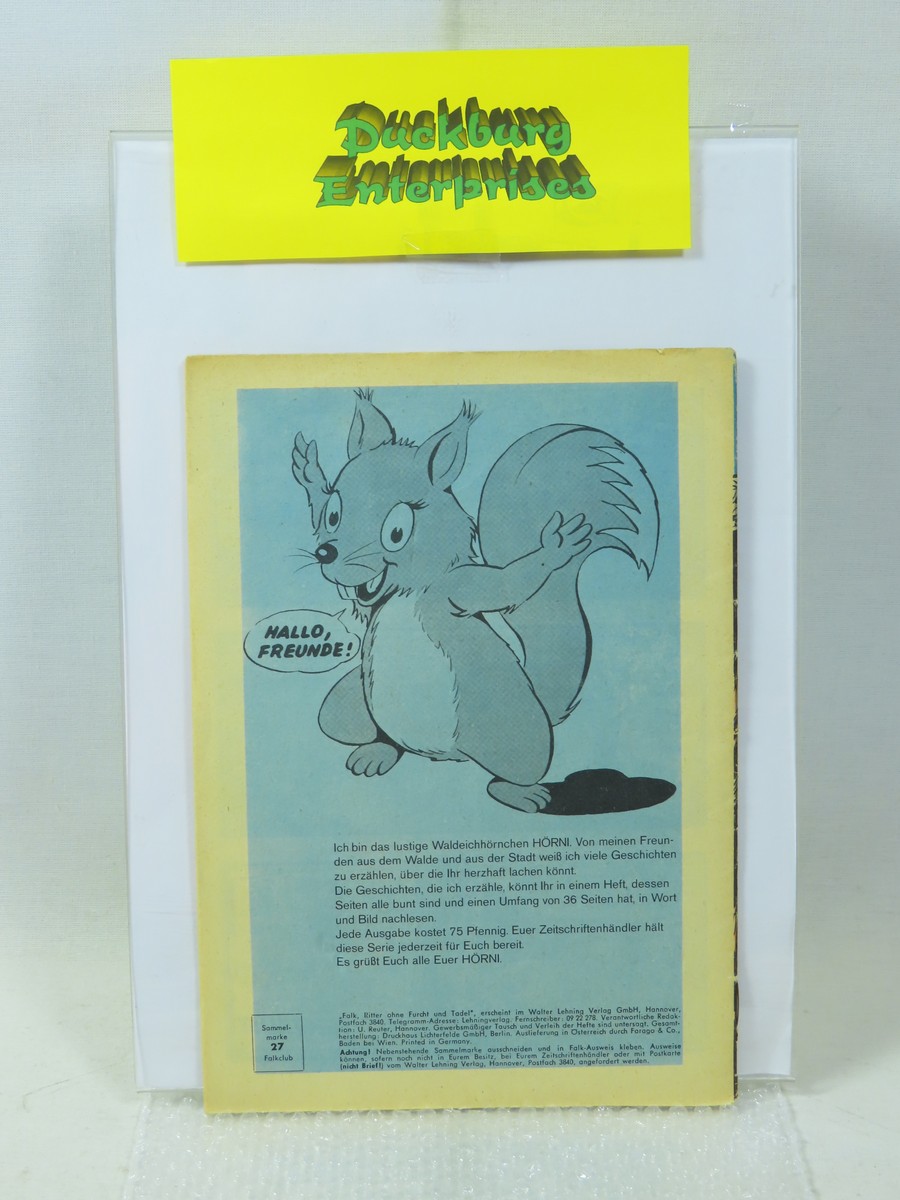 Duckburg
Enterprises
HALLO,
FREUNDE!
Ich bin das lustige Waldeichhörnchen HÖRNI. Von meinen Freun-
den aus dem Walde und aus der Stadt weiß ich viele Geschichten
zu erzählen, über die Ihr herzhaft lachen könnt.
Die Geschichten, die ich erzähle, könnt Ihr in einem Heft, dessen
Seiten alle bunt sind und einen Umfang von 36 Seiten hat, in Wort
und Bild nachlesen.
Jede Ausgabe kostet 75 Pfennig. Euer Zeitschriftenhändler hält
diese Serie jederzeit für Euch bereit.
Es grüßt Euch alle Euer HÖRNI.
Sammel-
marke
27
Falkclub
„Falk, Ritter ohne Furcht und Tadel", erscheint im Walter Lehning Verlag GmbH, Hannover,
Postfach 3840. Telegramm-Adresse: Lehningverlag. Fernschreiber: 09 22 278. Verantwortliche Redak-
tion: U. Reuter, Hannover. Gewerbsmäßiger Tausch und Verleih der Hefte sind untersagt. Gesamt-
herstellung: Druckhaus Lichterfelde GmbH, Berlin. Auslieferung in Österreich durch Farago & Co.,
Baden bei Wien. Printed in Germany.
Achtung! Nebenstehende Sammelmarke ausschneiden und in Falk-Ausweis kleben. Ausweise
können, sofern noch nicht in Eurem Besitz, bei Eurem Zeitschriftenhändler oder mit Postkarte
(nicht Brief!) vom Walter Lehning Verlag, Hannover, Postfach 3840, angefordert werden.